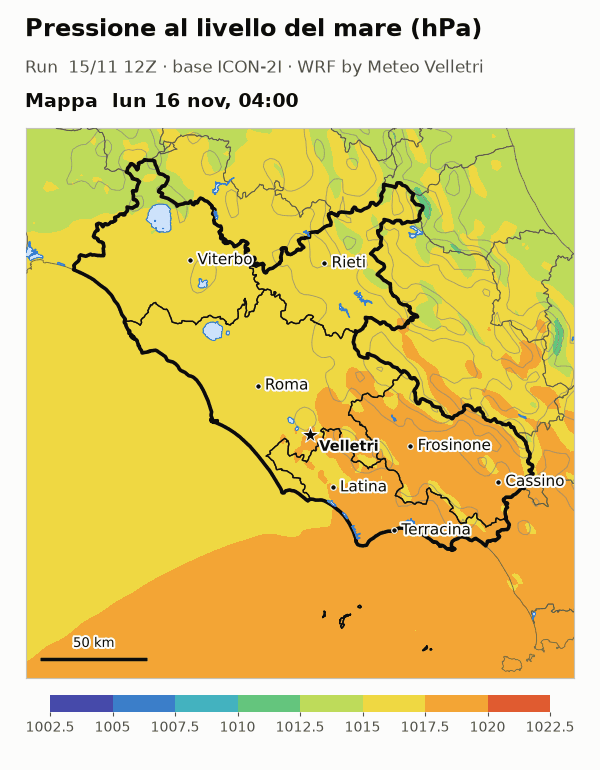 Pressione al livello del mare (hPa)
Run  15/11 12Z · base ICON-2I · WRF by Meteo Velletri
Mappa  lun 16 nov, 04:00
Viterbo
Rieti
Roma
Velletri
Frosinone
Cassino
Latina
Terracina
50 km
1002.5 1005 1007.5 1010 1012.5 1015 1017.5 1020 1022.5